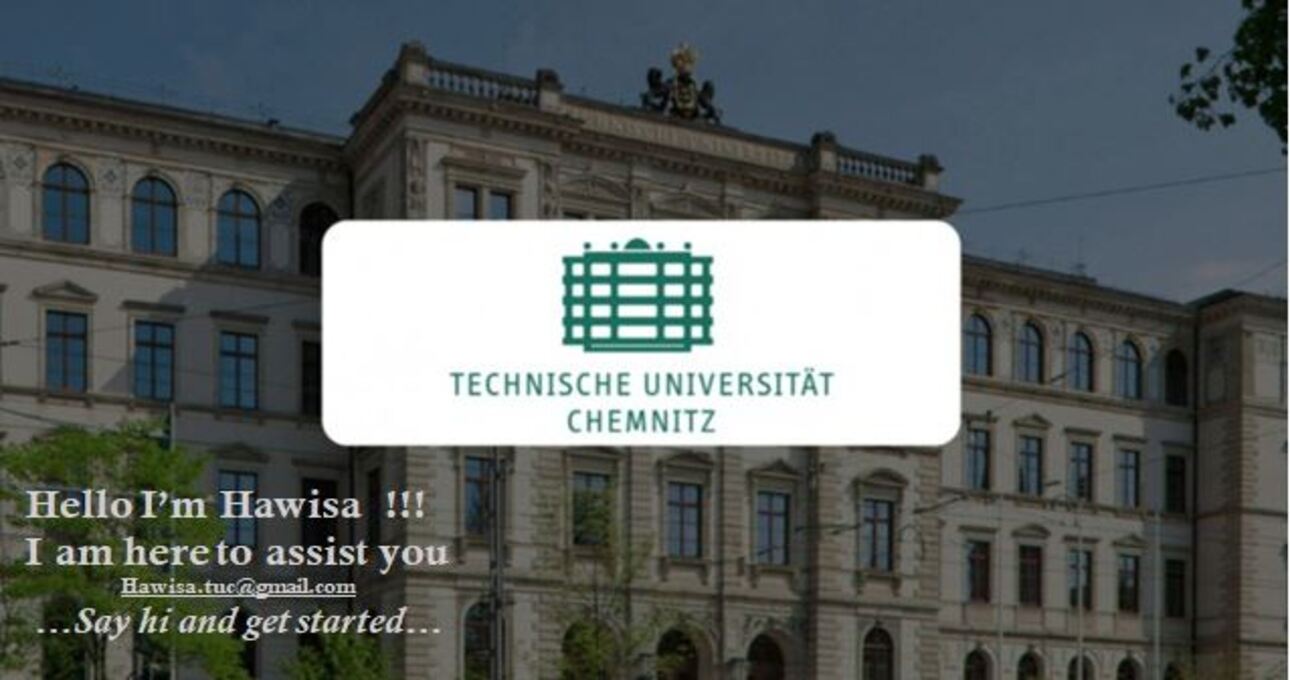 TECHNISCHE UNIVERSITÄT
CHEMNITZ
Hello I'm Hawisa !!!
I am here to assist you
Hawisa.tuc@gmail.com
...Say hi and get started...